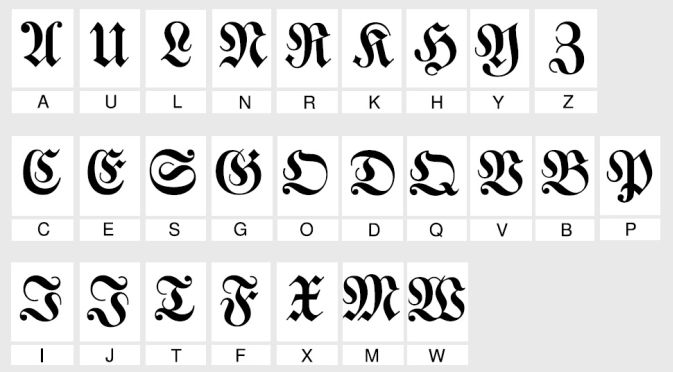 𝔄 𝔘 𝔏 𝔑 ℜ 𝔎 ℌ 𝔜 ℨ
A U L N R K H Y Z
ℭ 𝔈 𝔖 𝔊 𝔒 𝔇 𝔔 𝔙 𝔅 𝔓
C E S G O D Q V B P
ℑ 𝔍 𝔗 𝔉 𝔛 𝔐 𝔚
I J T F X M W